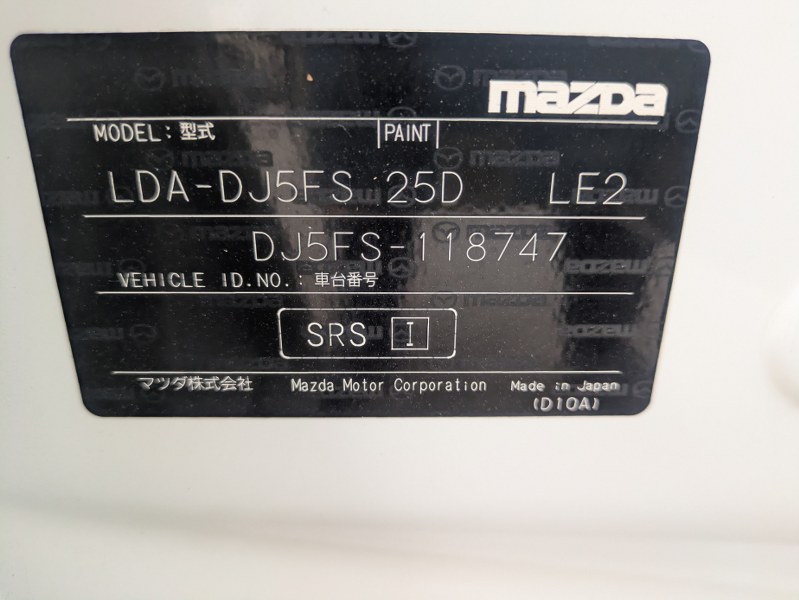 mazda
MODEL: 型式 PAINT
LDA-DJ5FS 25D LE2
DJ5FS-118747
VEHICLE ID.NO.: 車台番号
SRS I
マツダ株式会社 Mazda Motor Corporation Made in Japan
(D10A)